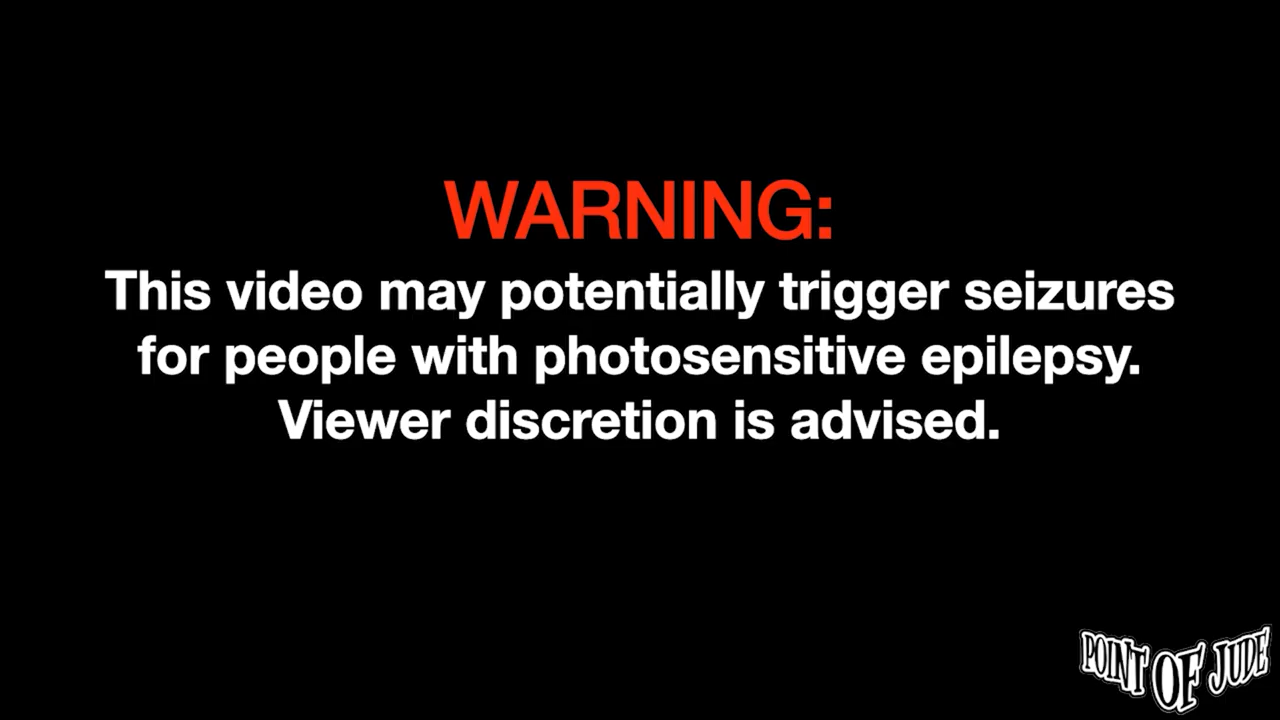 WARNING:
This video may potentially trigger seizures
for people with photosensitive epilepsy.
Viewer discretion is advised.
POINT OF JUDE